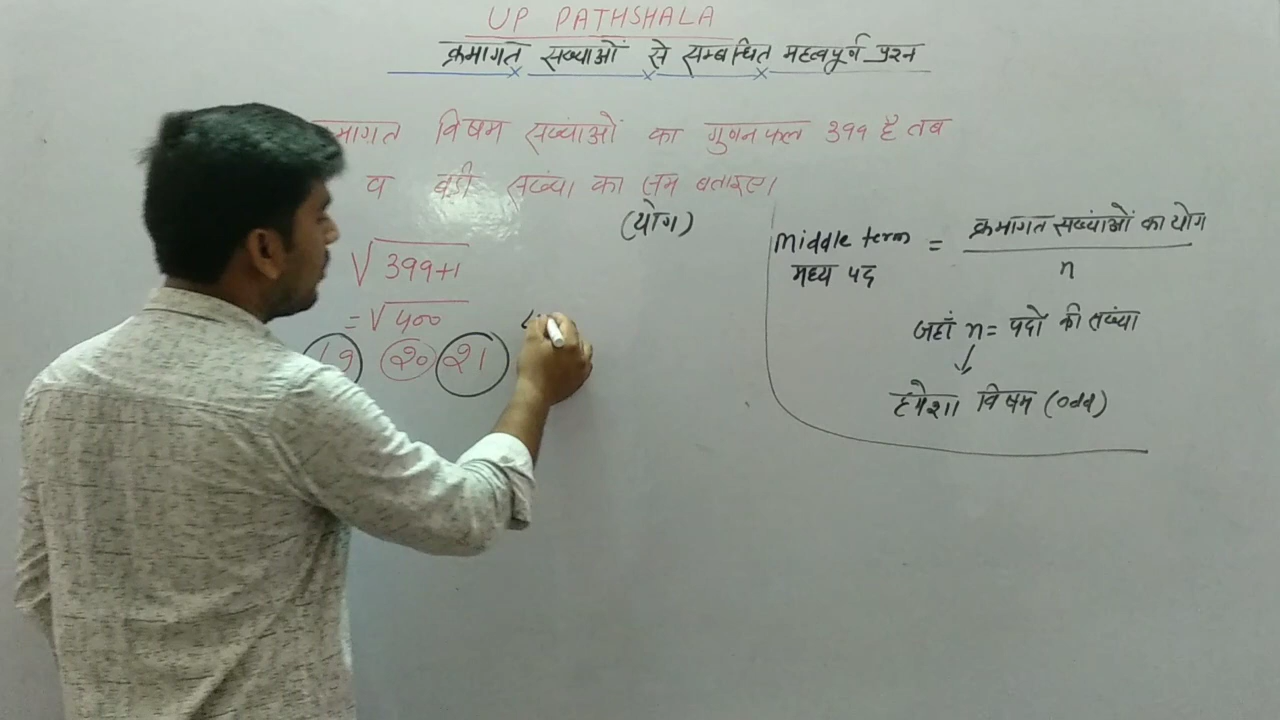 UP PATHSHALA
क्रमागत संख्याओं से सम्बन्धित महत्वपूर्ण प्रश्न
विषम संख्याओं का गुणनफल 399 है तब
व बड़ी संख्या का सम बताइए।
(योग)
√399+1
= √400
19 20 21
middle term = क्रमागत संख्याओं का योग
मध्य पद n
जहाँ n = पदों की संख्या
हमेशा विषम (odd)